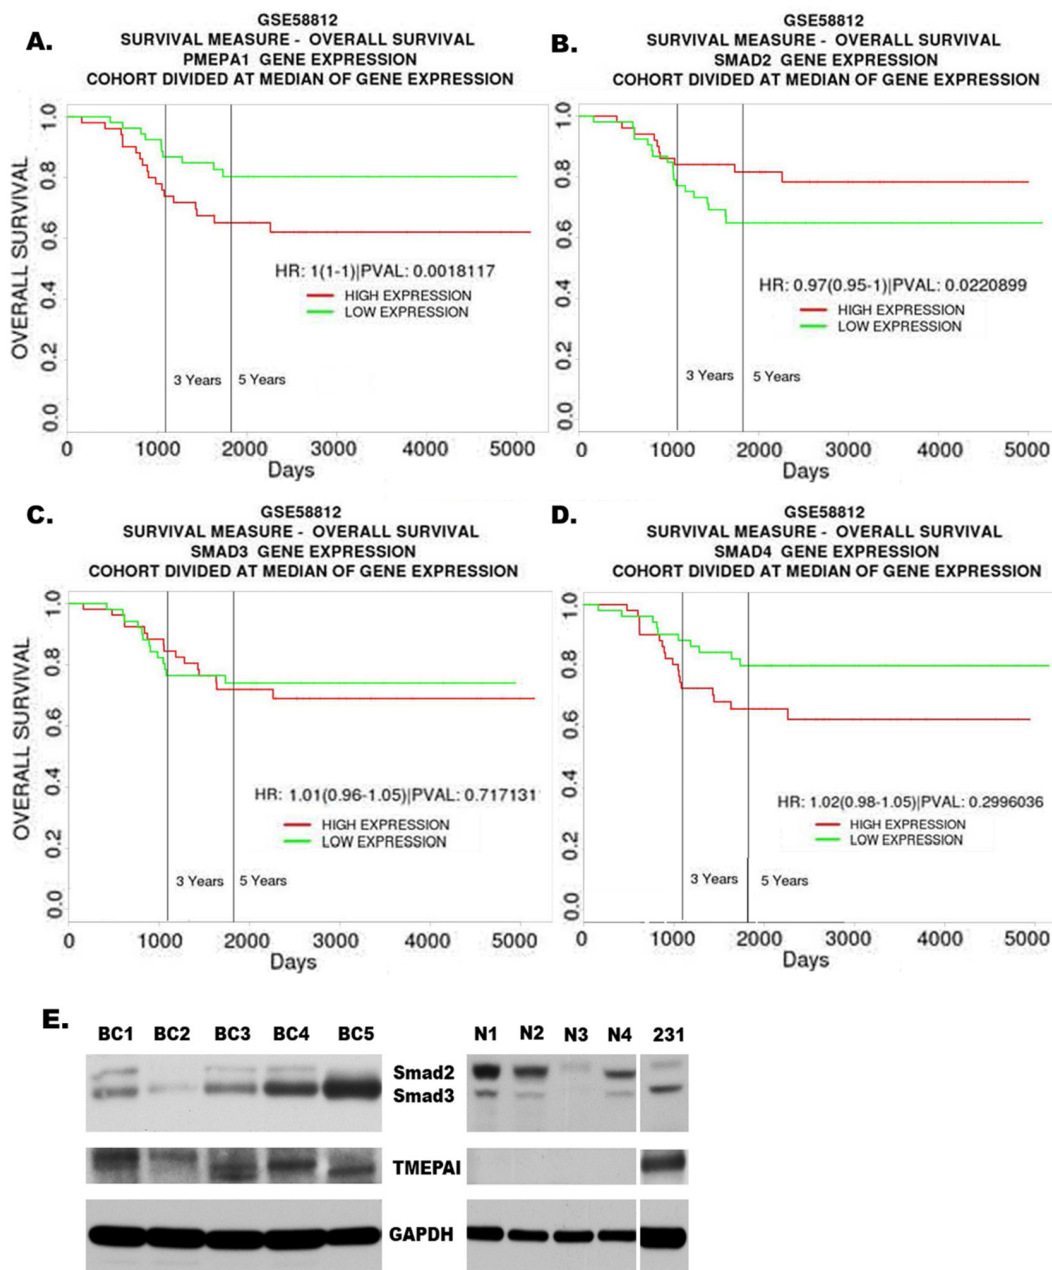 A.
GSE58812
SURVIVAL MEASURE - OVERALL SURVIVAL
PMEPA1 GENE EXPRESSION
COHORT DIVIDED AT MEDIAN OF GENE EXPRESSION
OVERALL SURVIVAL
1.0
0.8
0.6
0.4
0.2
0.0
HR: 1(1-1)|PVAL: 0.0018117
HIGH EXPRESSION
LOW EXPRESSION
3 Years
5 Years
0 1000 2000 3000 4000 5000
Days
B.
GSE58812
SURVIVAL MEASURE - OVERALL SURVIVAL
SMAD2 GENE EXPRESSION
COHORT DIVIDED AT MEDIAN OF GENE EXPRESSION
1.0
0.8
0.6
0.4
0.2
0.0
HR: 0.97(0.95-1)|PVAL: 0.0220899
HIGH EXPRESSION
LOW EXPRESSION
3 Years
5 Years
0 1000 2000 3000 4000 5000
Days
C.
GSE58812
SURVIVAL MEASURE - OVERALL SURVIVAL
SMAD3 GENE EXPRESSION
COHORT DIVIDED AT MEDIAN OF GENE EXPRESSION
OVERALL SURVIVAL
1.0
0.8
0.6
0.4
0.2
0.0
HR: 1.01(0.96-1.05)|PVAL: 0.717131
HIGH EXPRESSION
LOW EXPRESSION
3 Years
5 Years
0 1000 2000 3000 4000 5000
Days
D.
GSE58812
SURVIVAL MEASURE - OVERALL SURVIVAL
SMAD4 GENE EXPRESSION
COHORT DIVIDED AT MEDIAN OF GENE EXPRESSION
1.0
0.8
0.6
0.4
0.2
0.0
HR: 1.02(0.98-1.05)|PVAL: 0.2996036
HIGH EXPRESSION
LOW EXPRESSION
3 Years
5 Years
0 1000 2000 3000 4000 5000
Days
E.
BC1 BC2 BC3 BC4 BC5 N1 N2 N3 N4 231
Smad2
Smad3
TMEPAI
GAPDH